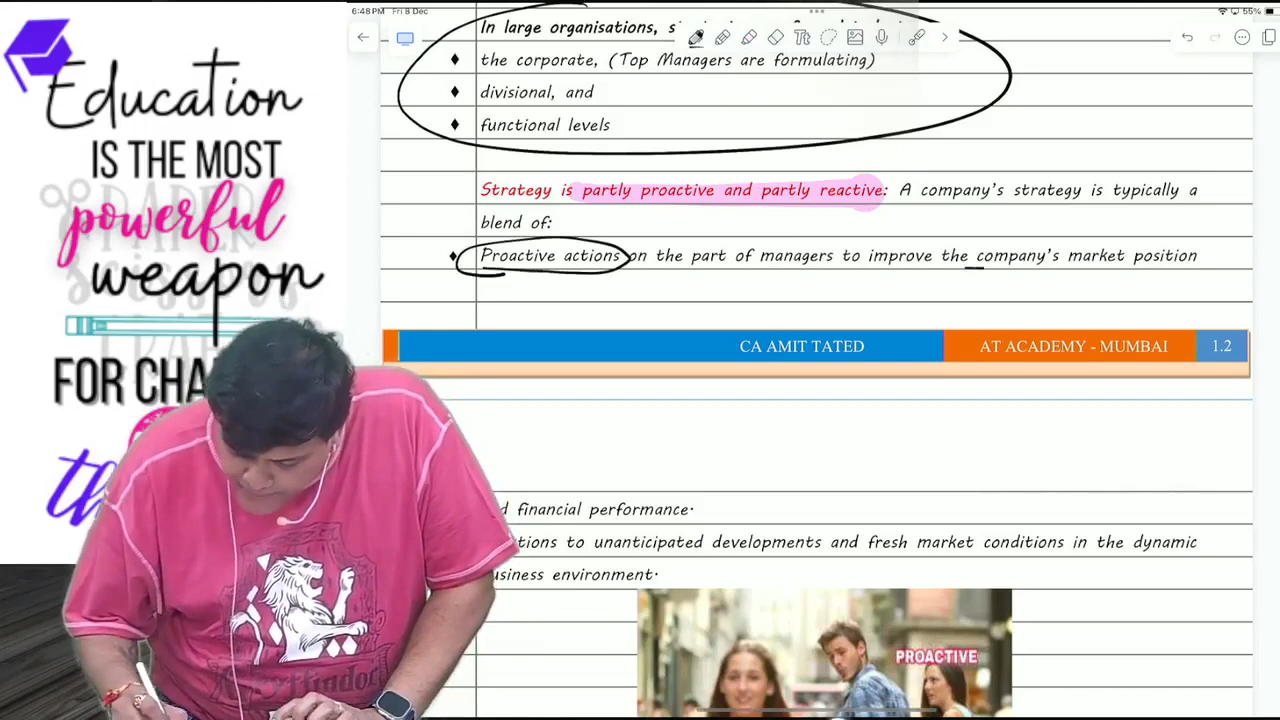 6:48 PM Fri 8 Dec
55%
In large organisations, s
the corporate, (Top Managers are formulating)
divisional, and
functional levels
Strategy is partly proactive and partly reactive: A company's strategy is typically a
blend of:
Proactive actions on the part of managers to improve the company's market position
CA AMIT TATED
AT ACADEMY - MUMBAI
1.2
d financial performance.
tions to unanticipated developments and fresh market conditions in the dynamic
usiness environment.
PROACTIVE
Education
IS THE MOST
powerful
weapon
FOR CHA
th
Gryffindor